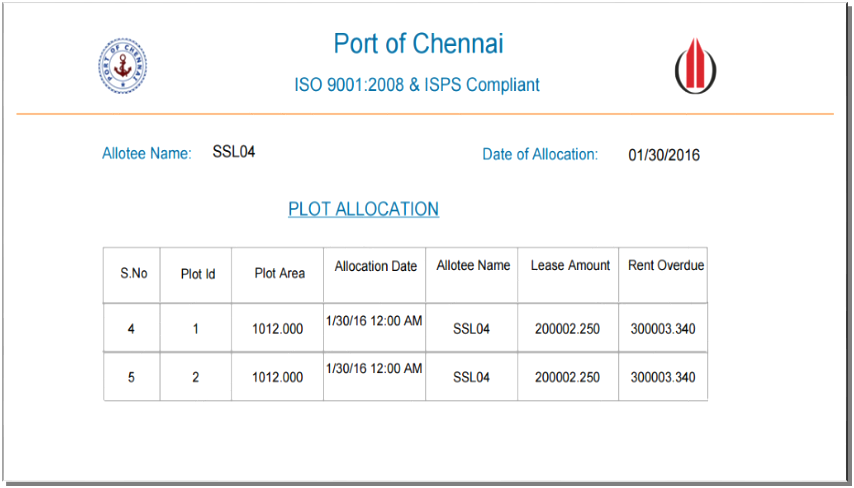 Port of Chennai
ISO 9001:2008 & ISPS Compliant
PORT OF CHENNAI
Allotee Name: SSL04 Date of Allocation: 01/30/2016
PLOT ALLOCATION
S.No Plot Id Plot Area Allocation Date Allotee Name Lease Amount Rent Overdue
4 1 1012.000 1/30/16 12:00 AM SSL04 200002.250 300003.340
5 2 1012.000 1/30/16 12:00 AM SSL04 200002.250 300003.340